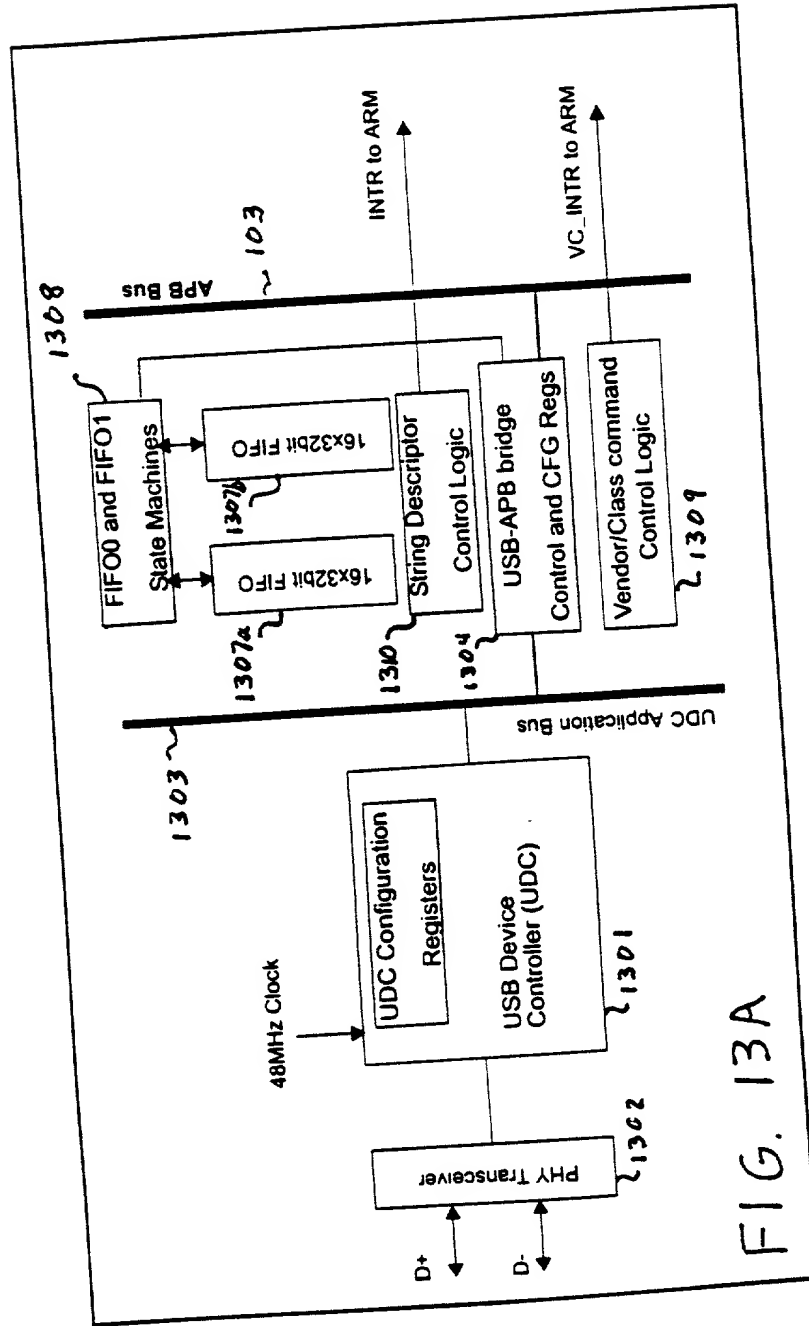 1308
FIFO0 and FIFO1
State Machines
APB Bus
103
16x32bit FIFO
1307a
16x32bit FIFO
1307b
INTR to ARM
String Descriptor
Control Logic
1310
USB-APB bridge
Control and CFG Regs
1304
VC_INTR to ARM
Vendor/Class command
Control Logic
1309
1303
UDC Application Bus
48MHz Clock
UDC Configuration
Registers
USB Device
Controller (UDC)
1301
PHY Transceiver
1302
D+
D-
FIG. 13A